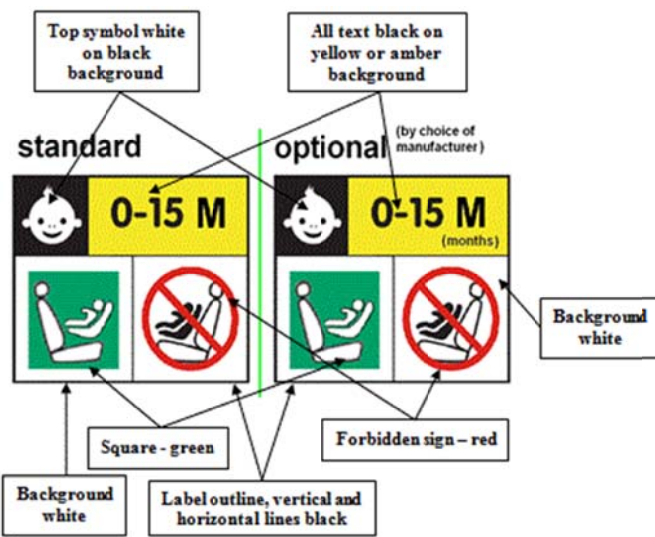 Top symbol white
on black
background
All text black on
yellow or amber
background
standard
optional
(by choice of
manufacturer)
0-15 M
0-15 M
(months)
Background
white
Square - green
Forbidden sign – red
Background
white
Label outline, vertical and
horizontal lines black